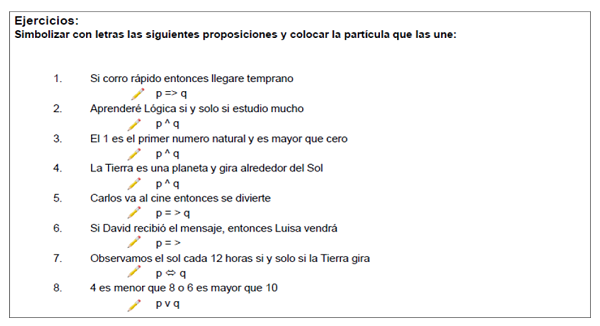 Ejercicios:
Simbolizar con letras las siguientes proposiciones y colocar la partícula que las une:
1. Si corro rápido entonces llegare temprano
p => q
2. Aprenderé Lógica si y solo si estudio mucho
p ^ q
3. El 1 es el primer numero natural y es mayor que cero
p ^ q
4. La Tierra es una planeta y gira alrededor del Sol
p ^ q
5. Carlos va al cine entonces se divierte
p = > q
6. Si David recibió el mensaje, entonces Luisa vendrá
p = >
7. Observamos el sol cada 12 horas si y solo si la Tierra gira
p ⇔ q
8. 4 es menor que 8 o 6 es mayor que 10
p v q